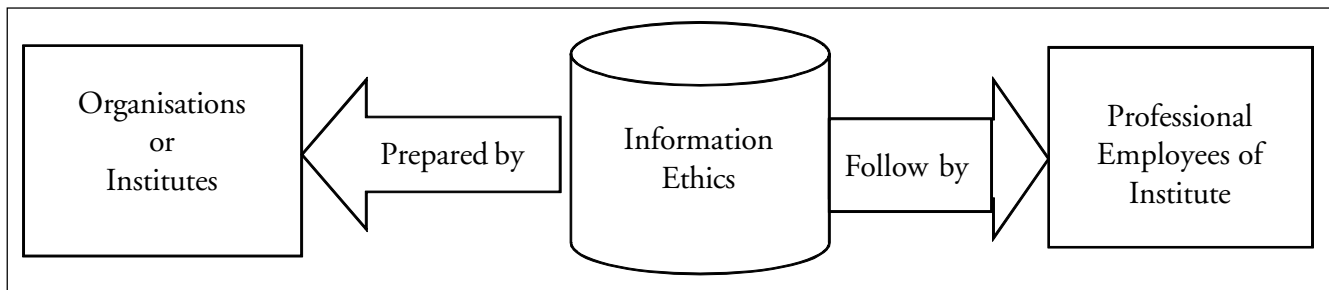 Organisations
or
Institutes
Prepared by
Information
Ethics
Follow by
Professional
Employees of
Institute